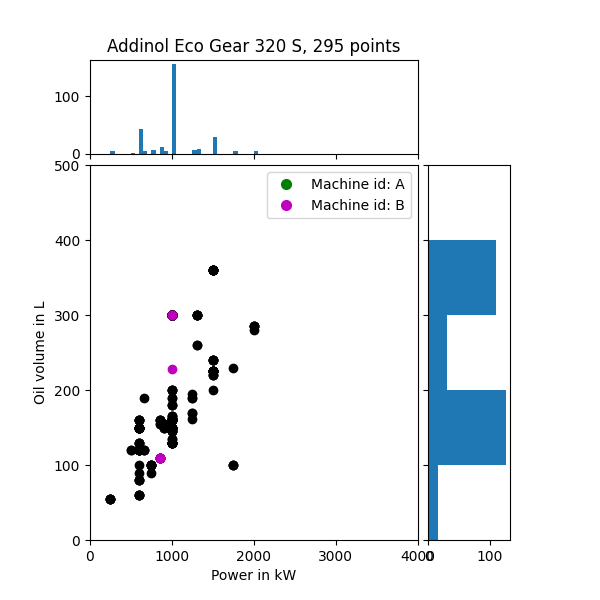 Addinol Eco Gear 320 S, 295 points
100
0
500
400
300
200
100
0
Machine id: A
Machine id: B
Oil volume in L
0 1000 2000 3000 4000
0 100
Power in kW